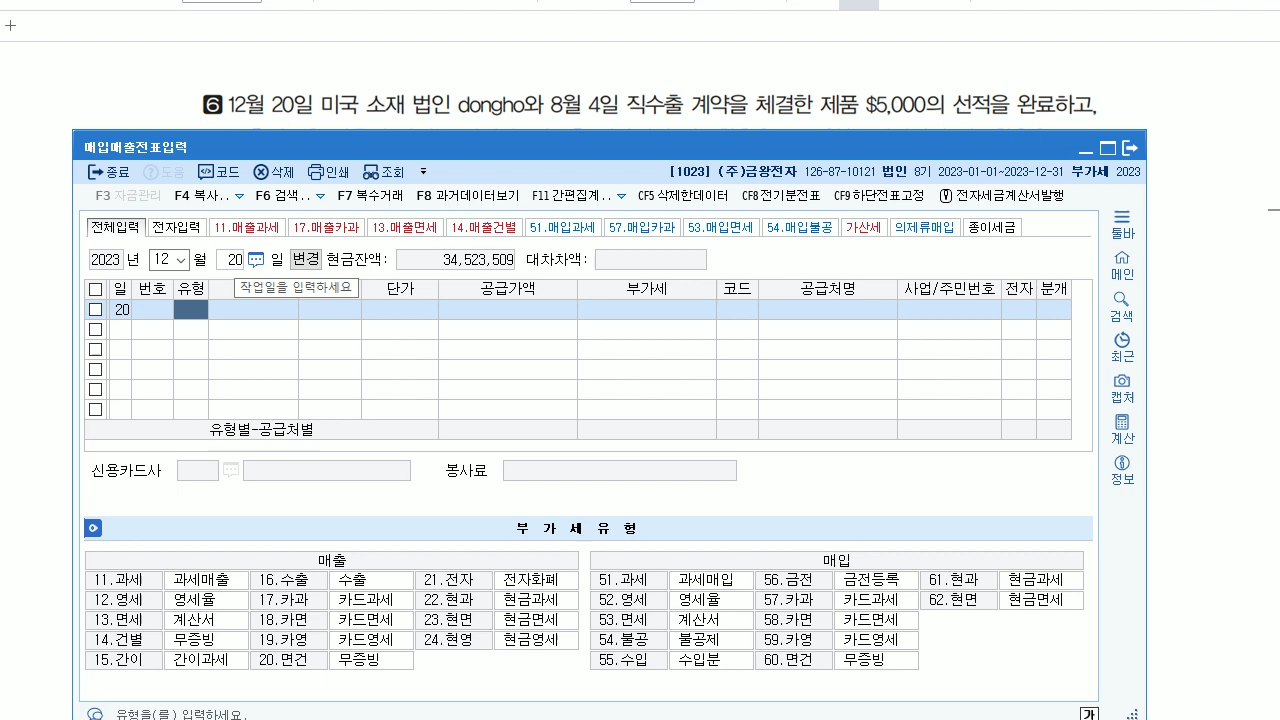 +
6 12월 20일 미국 소재 법인 dongho와 8월 4일 직수출 계약을 체결한 제품 $5,000의 선적을 완료하고,
매입매출전표입력
종료 도움 코드 삭제 인쇄 조회 [1023] (주)금왕전자 126-87-10121 법인 8기 2023-01-01~2023-12-31 부가세 2023
F3 자금관리 F4 복사.. F6 검색.. F7 복수거래 F8 과거데이터보기 F11 간편집계.. CF5 삭제한데이터 CF8 전기분전표 CF9 하단전표고정 전자세금계산서발행
전체입력 전자입력 11.매출과세 17.매출카과 13.매출면세 14.매출건별 51.매입과세 57.매입카과 53.매입면세 54.매입불공 가산세 의제류매입 종이세금
2023 년 12 월 20 일 변경 현금잔액: 34,523,509 대차차액:
작업일을 입력하세요
일 번호 유형 단가 공급가액 부가세 코드 공급처명 사업/주민번호 전자 분개
20
유형별-공급처별
신용카드사 봉사료
부 가 세 유 형
매출 매입
11.과세 과세매출 16.수출 수출 21.전자 전자화폐 51.과세 과세매입 56.금전 금전등록 61.현과 현금과세
12.영세 영세율 17.카과 카드과세 22.현과 현금과세 52.영세 영세율 57.카과 카드과세 62.현면 현금면세
13.면세 계산서 18.카면 카드면세 23.현면 현금면세 53.면세 계산서 58.카면 카드면세
14.건별 무증빙 19.카영 카드영세 24.현영 현금영세 54.불공 불공제 59.카영 카드영세
15.간이 간이과세 20.면건 무증빙 55.수입 수입분 60.면건 무증빙
유형을(를) 입력하세요. 가
툴바
메인
검색
최근
캡처
계산
정보